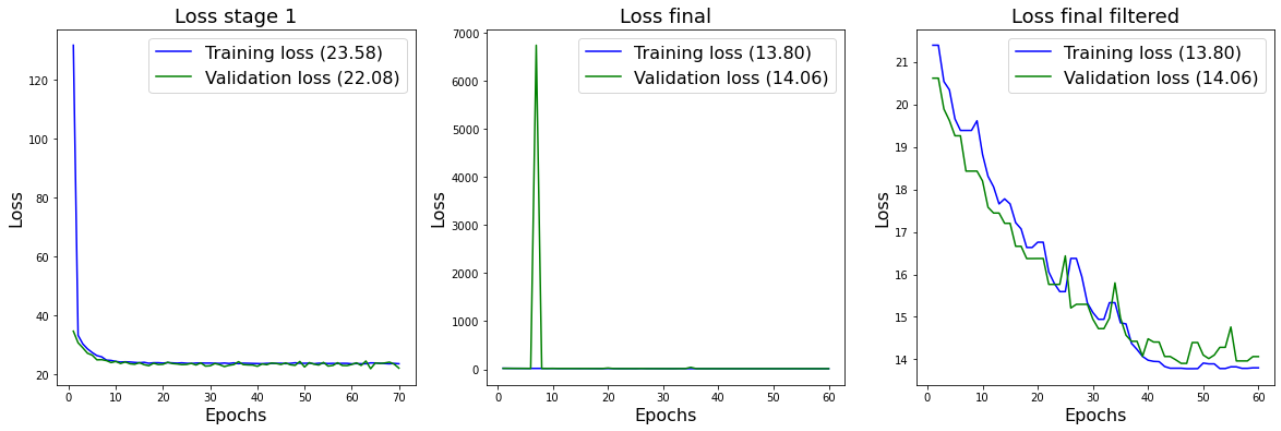 Loss stage 1
Training loss (23.58)
Validation loss (22.08)
120
100
80
60
40
20
Loss
0
10
20
30
40
50
60
70
Epochs
Loss final
Training loss (13.80)
Validation loss (14.06)
7000
6000
5000
4000
3000
2000
1000
0
Loss
0
10
20
30
40
50
60
Epochs
Loss final filtered
Training loss (13.80)
Validation loss (14.06)
21
20
19
18
17
16
15
14
Loss
0
10
20
30
40
50
60
Epochs